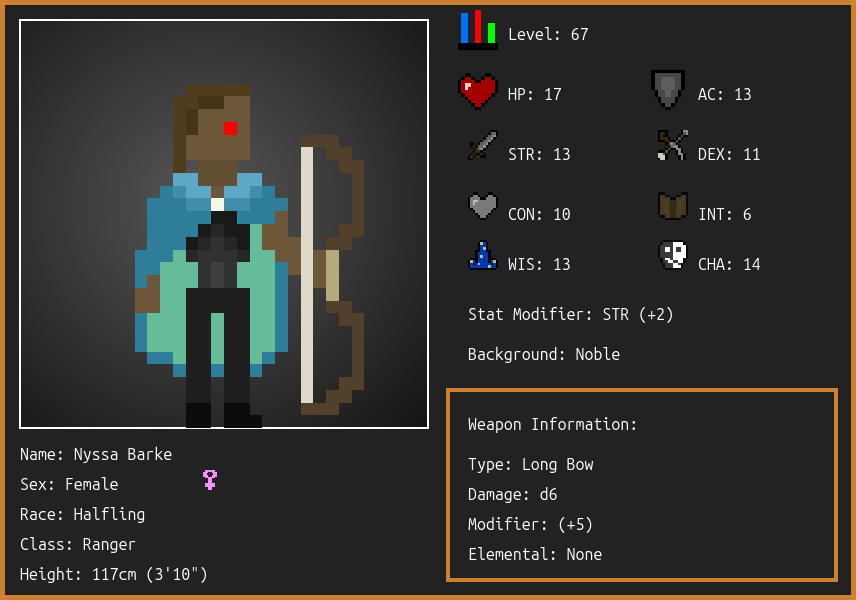 Level: 67
HP: 17
AC: 13
STR: 13
DEX: 11
CON: 10
INT: 6
WIS: 13
CHA: 14
Stat Modifier: STR (+2)
Background: Noble
Weapon Information:
Type: Long Bow
Damage: d6
Modifier: (+5)
Elemental: None
Name: Nyssa Barke
Sex: Female
Race: Halfling
Class: Ranger
Height: 117cm (3'10")